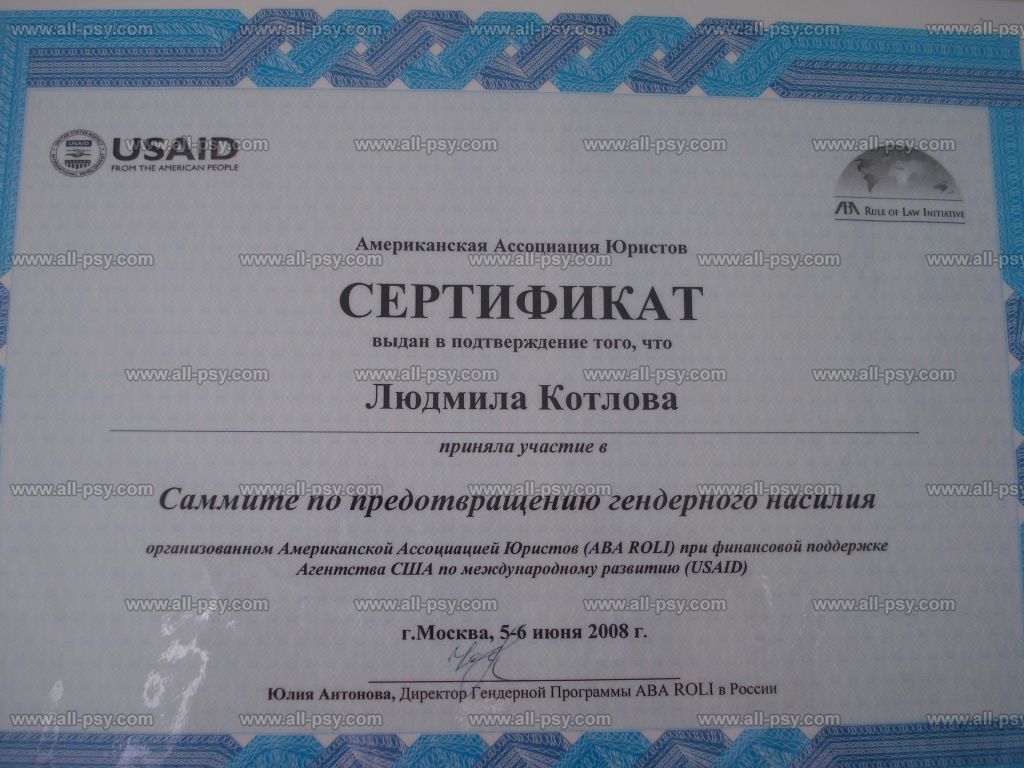 USAID
FROM THE AMERICAN PEOPLE
ABA RULE OF LAW INITIATIVE
Американская Ассоциация Юристов
СЕРТИФИКАТ
выдан в подтверждение того, что
Людмила Котлова
приняла участие в
Саммите по предотвращению гендерного насилия
организованном Американской Ассоциацией Юристов (ABA ROLI) при финансовой поддержке
Агентства США по международному развитию (USAID)
г.Москва, 5-6 июня 2008 г.
Юлия Антонова, Директор Гендерной Программы ABA ROLI в России
www.all-psy.com